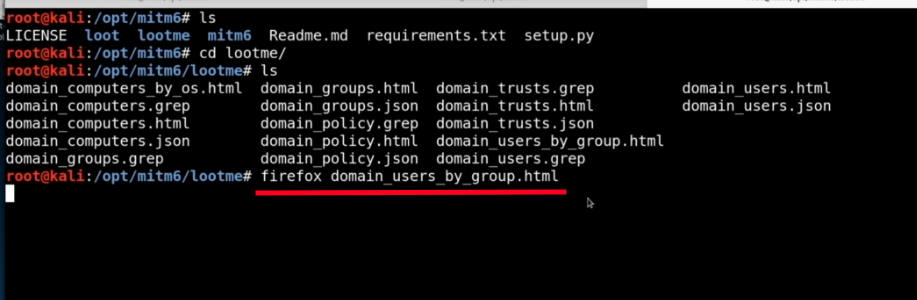 root@kali:/opt/mitm6# ls
LICENSE loot lootme mitm6 Readme.md requirements.txt setup.py
root@kali:/opt/mitm6# cd lootme/
root@kali:/opt/mitm6/lootme# ls
domain_computers_by_os.html domain_groups.html domain_trusts.grep domain_users.html
domain_computers.grep domain_groups.json domain_trusts.html domain_users.json
domain_computers.html domain_policy.grep domain_trusts.json
domain_computers.json domain_policy.html domain_users_by_group.html
domain_groups.grep domain_policy.json domain_users.grep
root@kali:/opt/mitm6/lootme# firefox domain_users_by_group.html